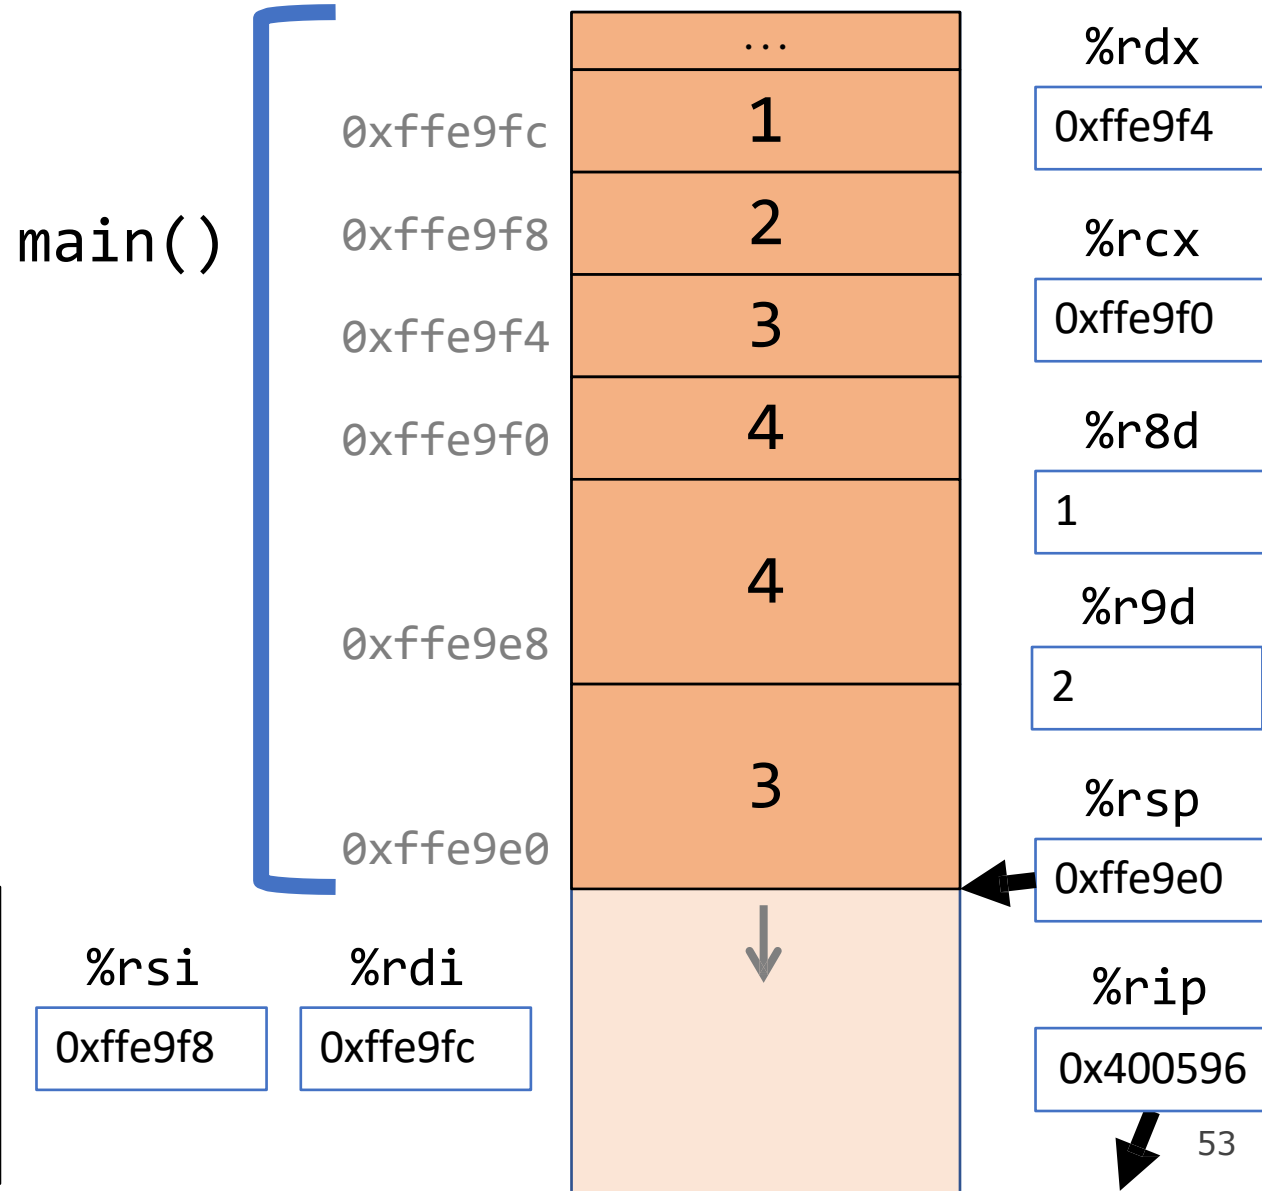 ...
%rdx
0xffe9fc
1
0xffe9f4
main()
0xffe9f8
2
%rcx
0xffe9f4
3
0xffe9f0
0xffe9f0
4
%r8d
1
4
%r9d
0xffe9e8
2
3
%rsp
0xffe9e0
0xffe9e0
%rsi
%rdi
%rip
0xffe9f8
0xffe9fc
0x400596
53